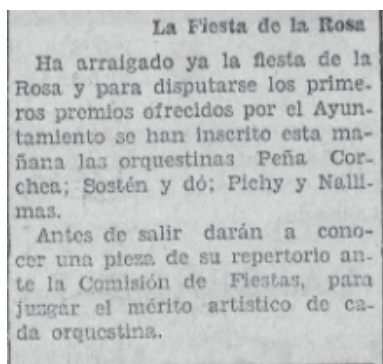 La Fiesta de la Rosa
Ha arraigado ya la fiesta de la
Rosa y para disputarse los prime-
ros premios ofrecidos por el Ayun-
tamiento se han inscrito esta ma-
ñana las orquestinas Peña Cor-
chea; Sostén y dó; Pichy y Nalli-
mas.
Antes de salir darán a cono-
cer una pieza de su repertorio an-
te la Comisión de Fiestas, para
juzgar el mérito artístico de ca-
da orquestina.